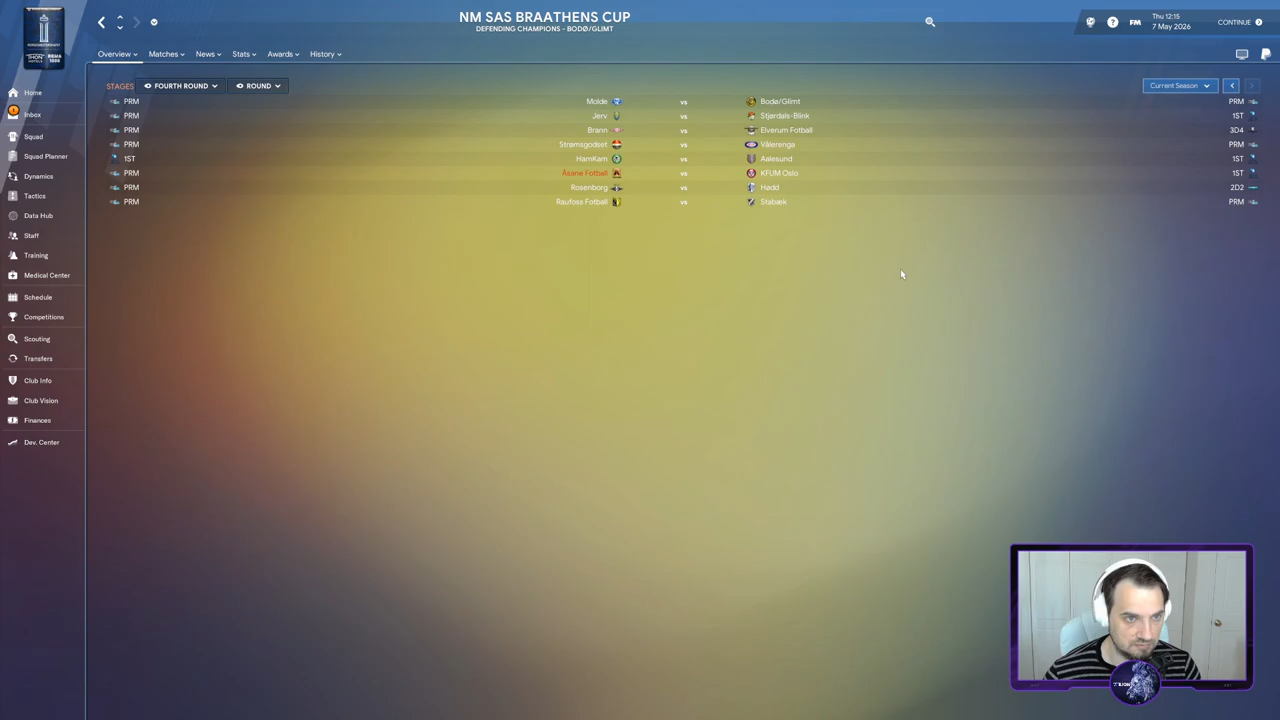 NM SAS BRAATHENS CUP
DEFENDING CHAMPIONS - BODØ/GLIMT
FM
Thu 12:15
7 May 2026
CONTINUE
Overview
Matches
News
Stats
Awards
History
STAGES
FOURTH ROUND
ROUND
Current Season
PRM Molde vs Bodø/Glimt PRM
PRM Jerv vs Stjørdals-Blink 1ST
PRM Brann vs Elverum Fotball 3D4
PRM Strømsgodset vs Vålerenga PRM
1ST HamKam vs Aalesund 1ST
PRM Åsane Fotball vs KFUM Oslo 1ST
PRM Rosenborg vs Hødd 2D2
PRM Raufoss Fotball vs Stabæk PRM
Home
Inbox
Squad
Squad Planner
Dynamics
Tactics
Data Hub
Staff
Training
Medical Center
Schedule
Competitions
Scouting
Transfers
Club Info
Club Vision
Finances
Dev. Center